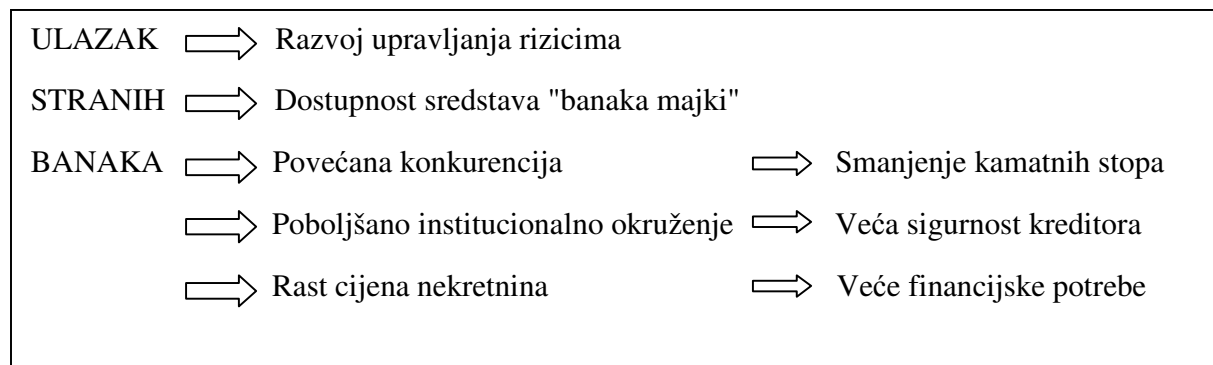 ULAZAK Razvoj upravljanja rizicima
STRANIH Dostupnost sredstava "banaka majki"
BANAKA Povećana konkurencija Smanjenje kamatnih stopa
Poboljšano institucionalno okruženje Veća sigurnost kreditora
Rast cijena nekretnina Veće financijske potrebe